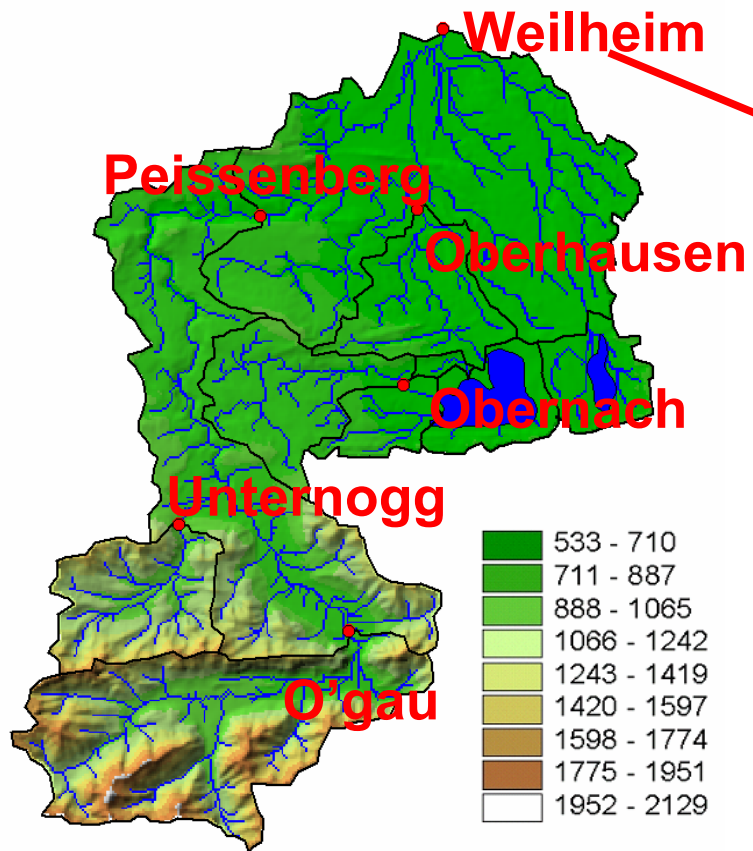 Weilheim
Peissenberg
Oberhausen
Obernach
Unternogg
O'gau
533 - 710
711 - 887
888 - 1065
1066 - 1242
1243 - 1419
1420 - 1597
1598 - 1774
1775 - 1951
1952 - 2129